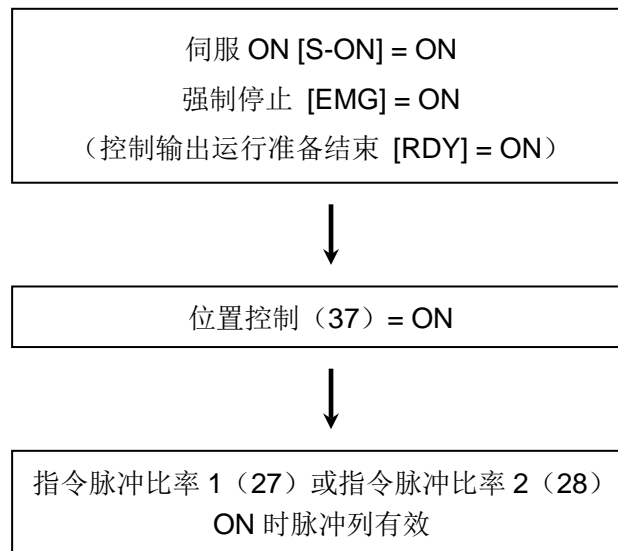 伺服 ON [S-ON] = ON
强制停止 [EMG] = ON
（控制输出运行准备结束 [RDY] = ON）
位置控制（37）= ON
指令脉冲比率 1（27）或指令脉冲比率 2（28）
ON 时脉冲列有效